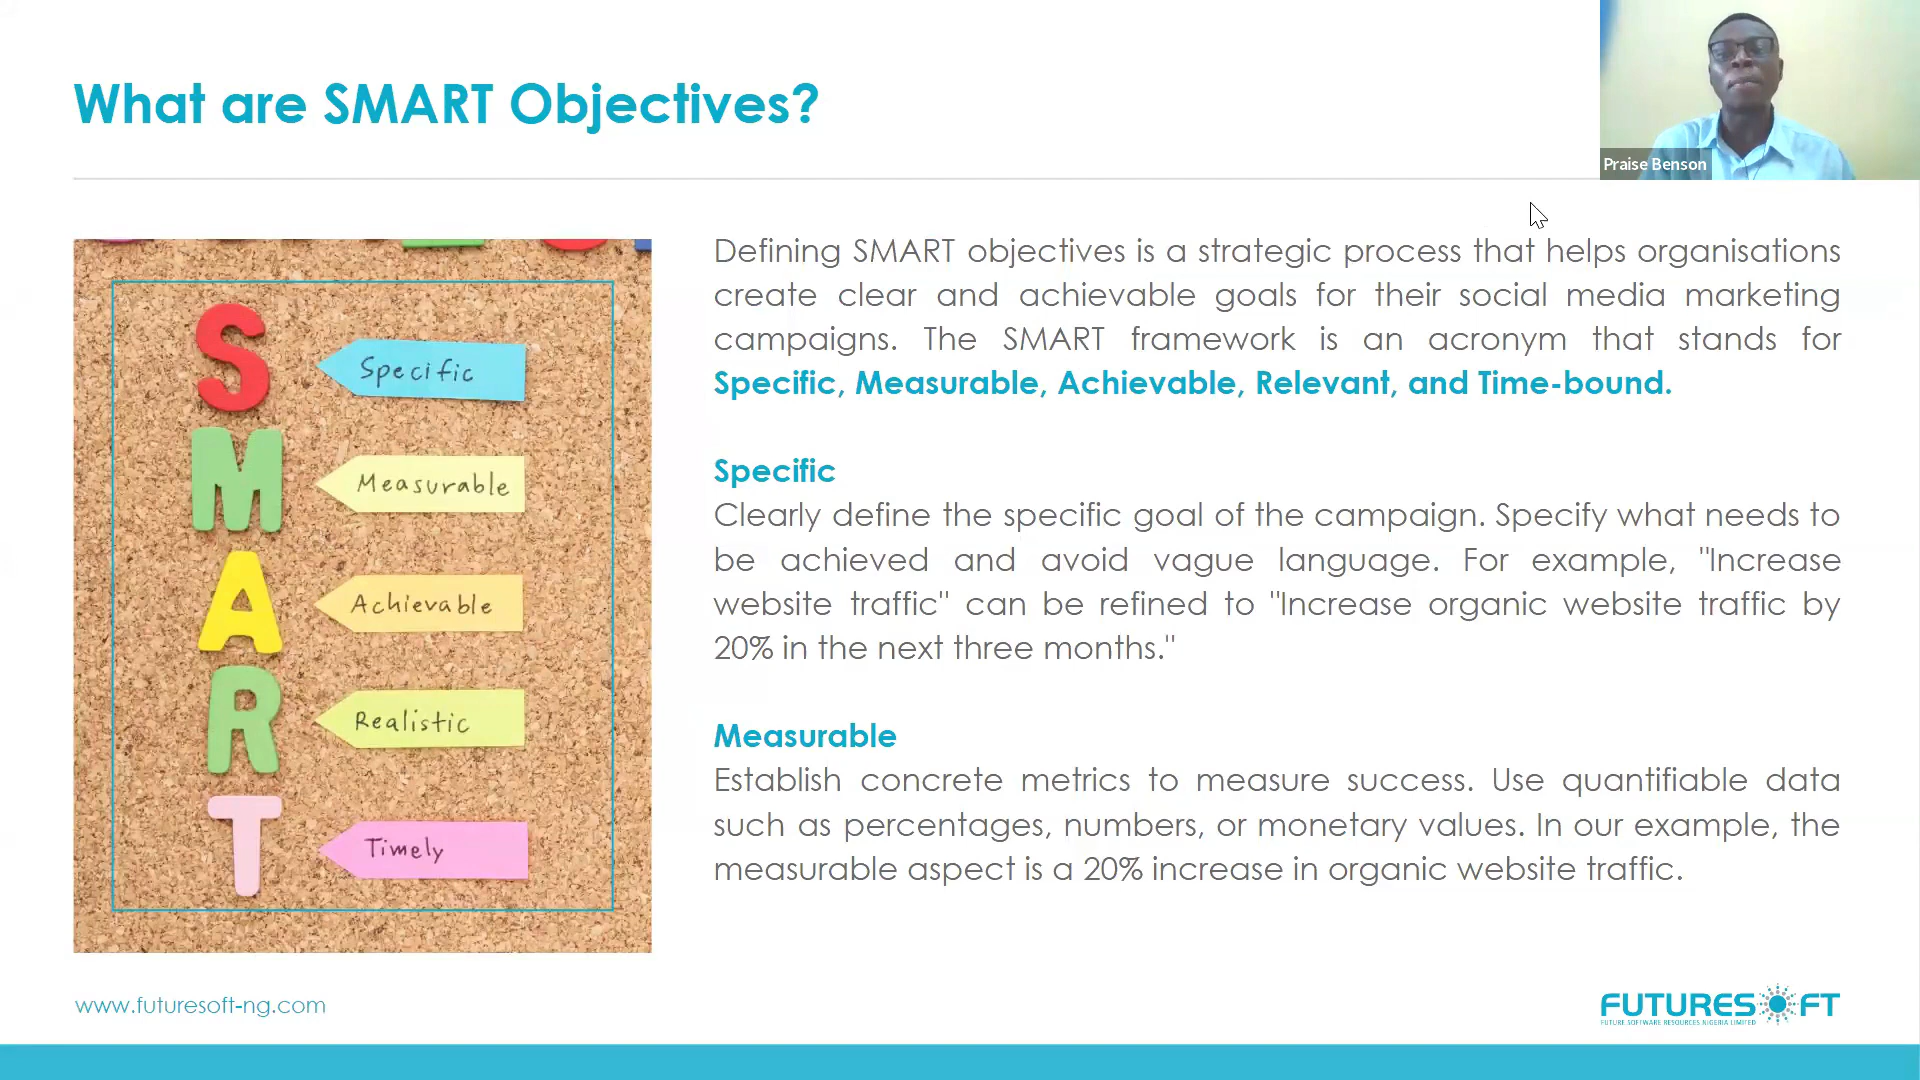 What are SMART Objectives?
Praise Benson
S
Specific
M
Measurable
A
Achievable
R
Realistic
T
Timely
Defining SMART objectives is a strategic process that helps organisations
create clear and achievable goals for their social media marketing
campaigns. The SMART framework is an acronym that stands for
Specific, Measurable, Achievable, Relevant, and Time-bound.
Specific
Clearly define the specific goal of the campaign. Specify what needs to
be achieved and avoid vague language. For example, "Increase
website traffic" can be refined to "Increase organic website traffic by
20% in the next three months."
Measurable
Establish concrete metrics to measure success. Use quantifiable data
such as percentages, numbers, or monetary values. In our example, the
measurable aspect is a 20% increase in organic website traffic.
www.futuresoft-ng.com
FUTURESOFT
FUTURE SOFTWARE RESOURCES NIGERIA LIMITED